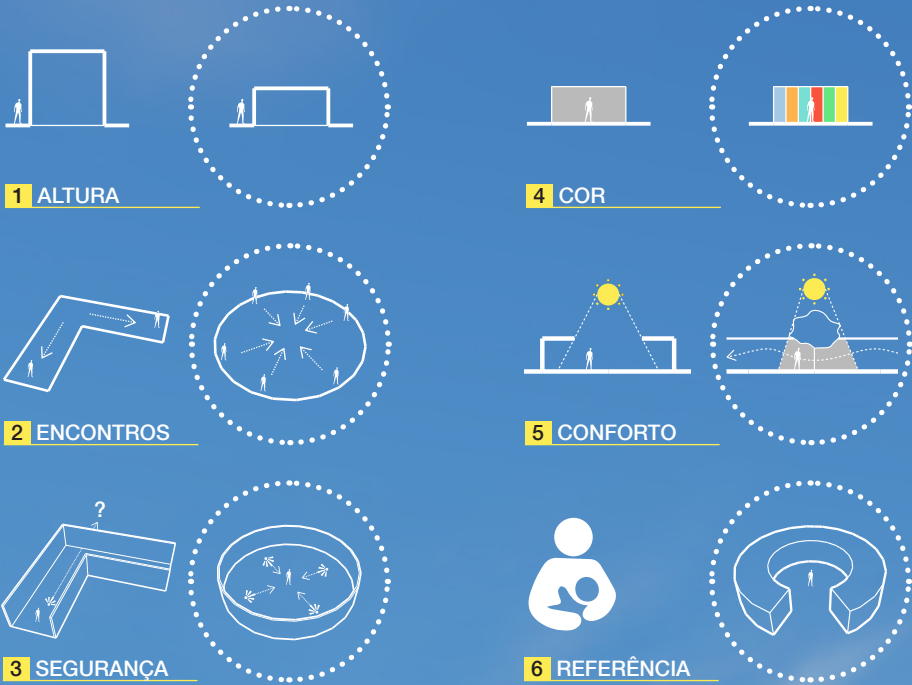 1 ALTURA
2 ENCONTROS
?
3 SEGURANÇA
4 COR
5 CONFORTO
6 REFERÊNCIA